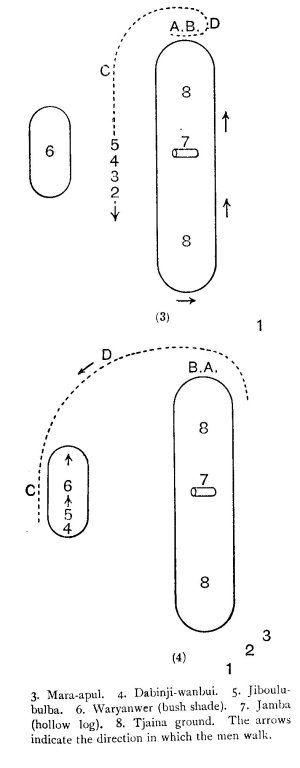 A.B. D
8
C
5
4
3
2
6
7
8
(3)
1
D
B.A.
8
C
6
5
4
7
8
3
2
1
(4)
3. Mara-apul. 4. Dabinji-wanbui. 5. Jiboulu-
bulba. 6. Waryanwer (bush shade). 7. Jamba
(hollow log). 8. Tjaina ground. The arrows
indicate the direction in which the men walk.